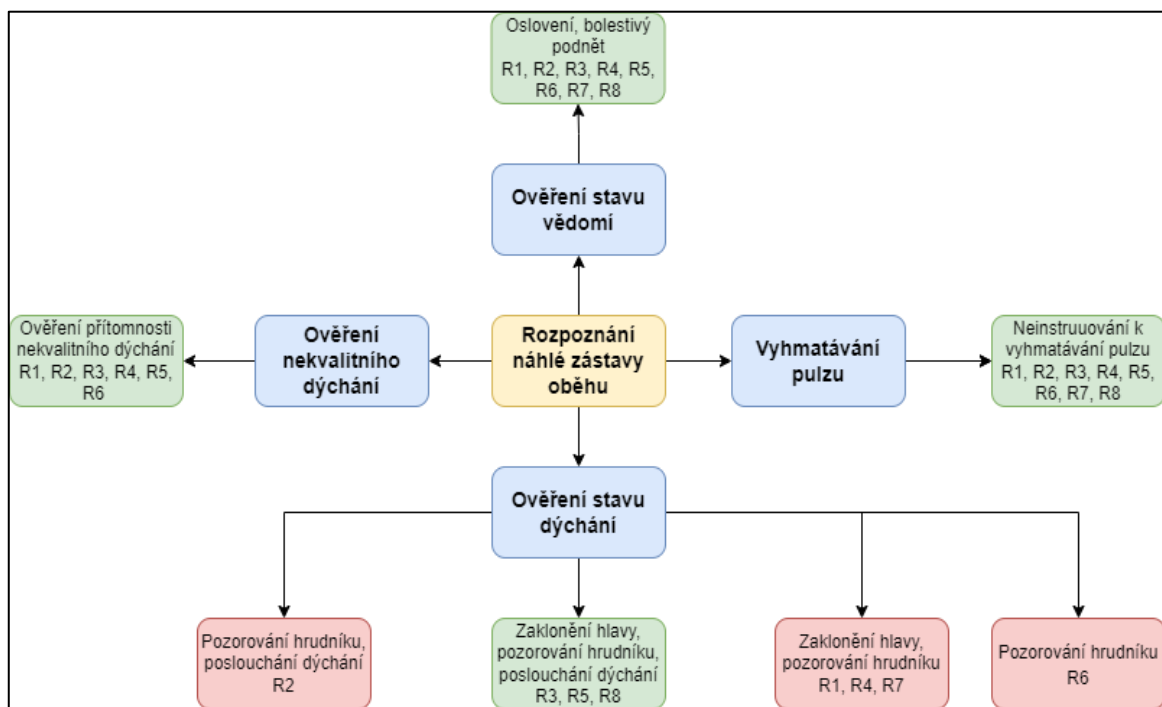 Oslovení, bolestivý
podnět
R1, R2, R3, R4, R5,
R6, R7, R8
Ověření stavu
vědomí
Ověření přítomnosti
nekvalitního dýchání
R1, R2, R3, R4, R5,
R6
Ověření
nekvalitního
dýchání
Rozpoznání
náhlé zástavy
oběhu
Vyhmatávání
pulzu
Neinstruuování k
vyhmatávání pulzu
R1, R2, R3, R4, R5,
R6, R7, R8
Ověření stavu
dýchání
Pozorování hrudníku,
poslouchání dýchání
R2
Zaklonění hlavy,
pozorování hrudníku,
poslouchání dýchání
R3, R5, R8
Zaklonění hlavy,
pozorování hrudníku
R1, R4, R7
Pozorování hrudníku
R6